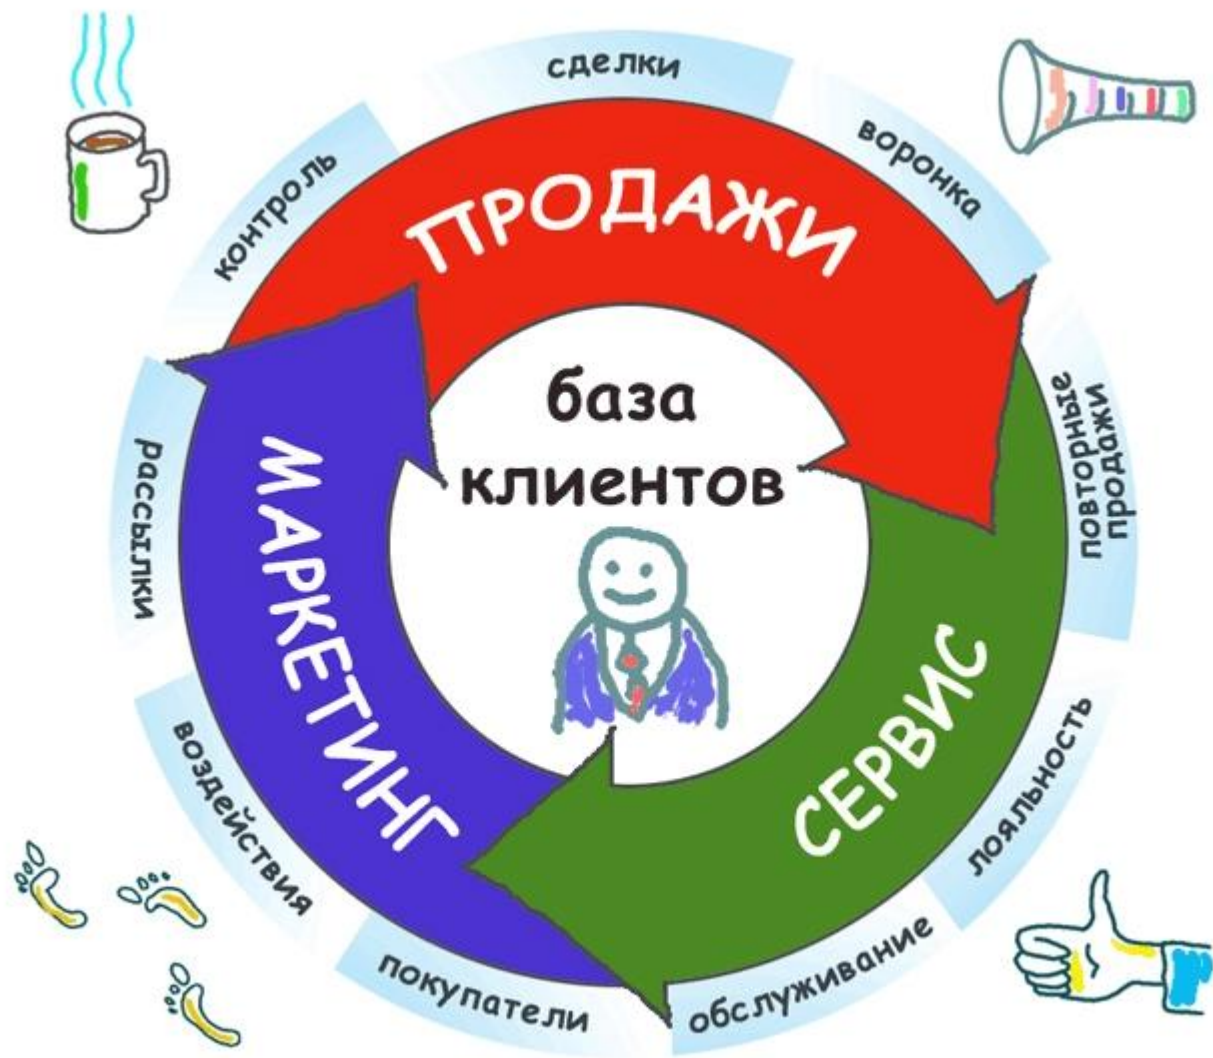 сделки
воронка
контроль
ПРОДАЖИ
база
клиентов
повторные
продажи
рассылки
МАРКЕТИНГ
СЕРВИС
лояльность
воздействия
покупатели
обслуживание